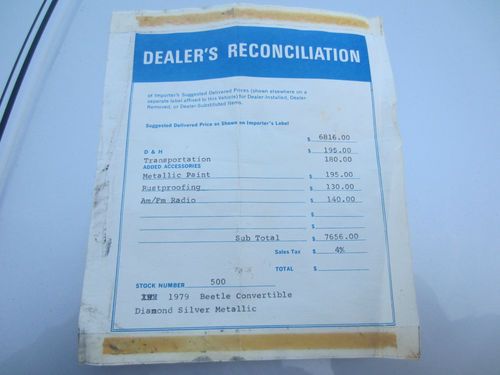 DEALER'S RECONCILIATION
of Importer's Suggested Delivered Prices (shown elsewhere on a
separate label affixed to this Vehicle) for Dealer-Installed, Dealer
Removed, or Dealer Substituted Items.
Suggested Delivered Price as Shown on Importer's Label
$ 6816.00
D & H $ 195.00
Transportation 180.00
ADDED ACCESSORIES
Metallic Paint $ 195.00
Rustproofing $ 130.00
Am/Fm Radio $ 140.00
$
$
Sub Total $ 7656.00
Sales Tax $ 4%
TOTAL $
STOCK NUMBER 500
1979 Beetle Convertible
Diamond Silver Metallic